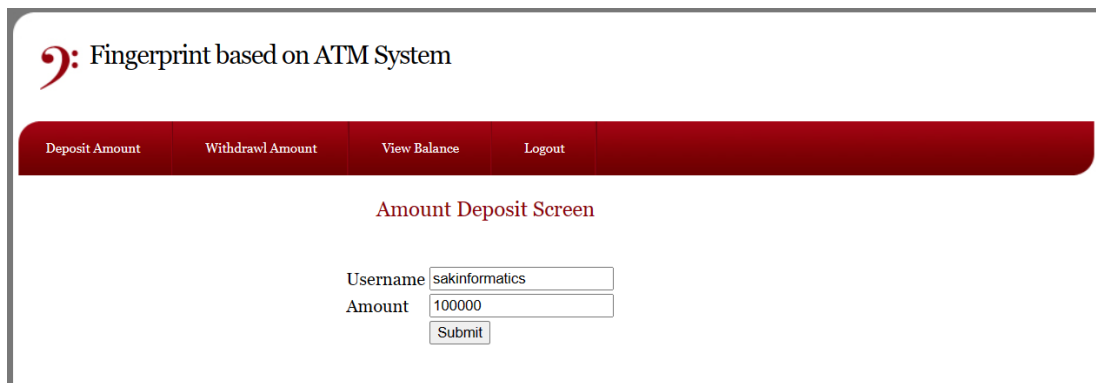 Fingerprint based on ATM System
Deposit Amount Withdrawl Amount View Balance Logout
Amount Deposit Screen
Username sakinformatics
Amount 100000
Submit